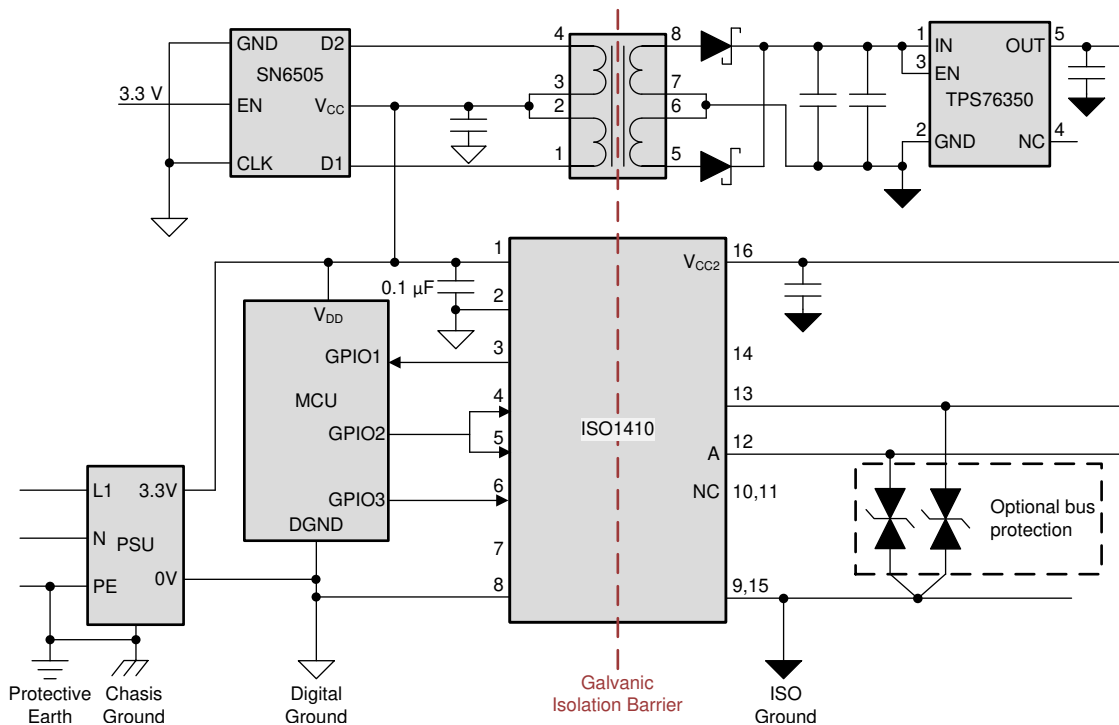 GND
D2
4
8
1
IN
OUT
5
SN6505
3
7
3
EN
3.3 V
EN
VCC
2
6
TPS76350
CLK
D1
1
5
2
GND
NC
4
1
VCC2
16
0.1 µF
2
VDD
GPIO1
3
14
MCU
4
13
GPIO2
5
ISO1410
A
12
L1
3.3V
GPIO3
6
NC
10,11
Optional bus
protection
N
PSU
DGND
7
PE
0V
8
9,15
Protective
Earth
Chasis
Ground
Digital
Ground
Galvanic
Isolation Barrier
ISO
Ground